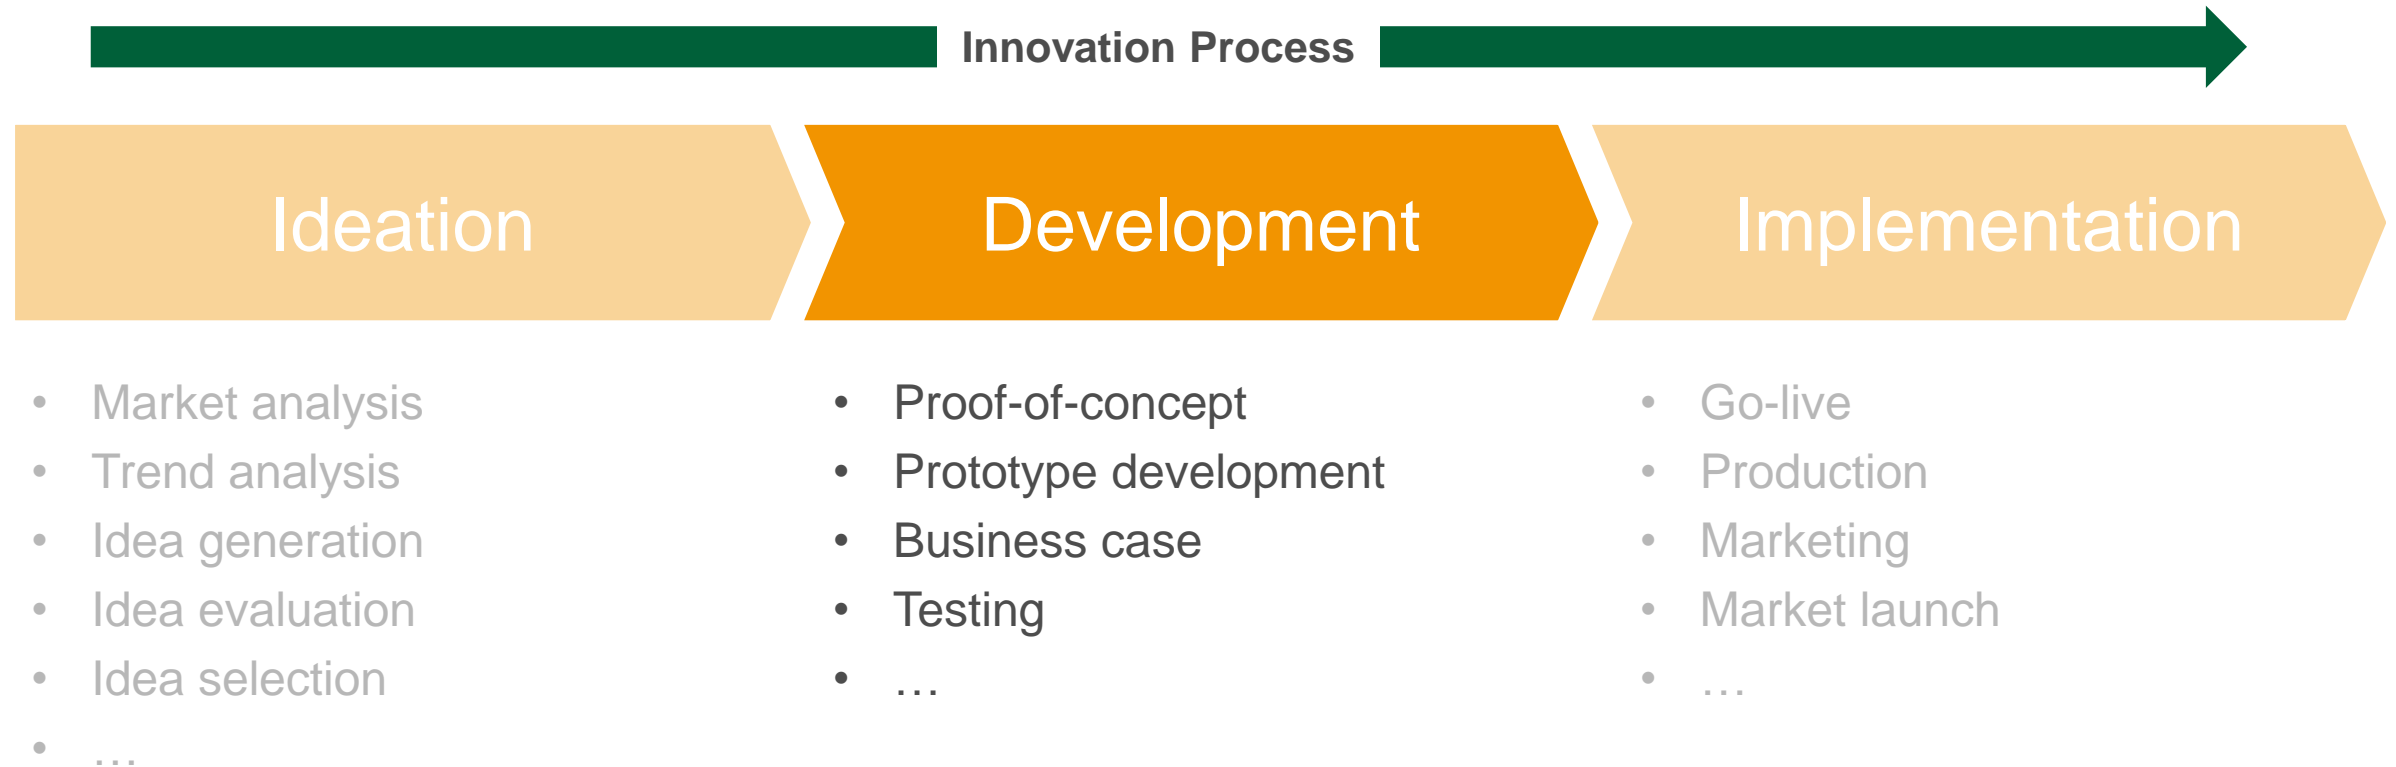 Innovation Process
Ideation
Development
Implementation
• Market analysis
• Trend analysis
• Idea generation
• Idea evaluation
• Idea selection
• …
• Proof-of-concept
• Prototype development
• Business case
• Testing
• …
• Go-live
• Production
• Marketing
• Market launch
• …